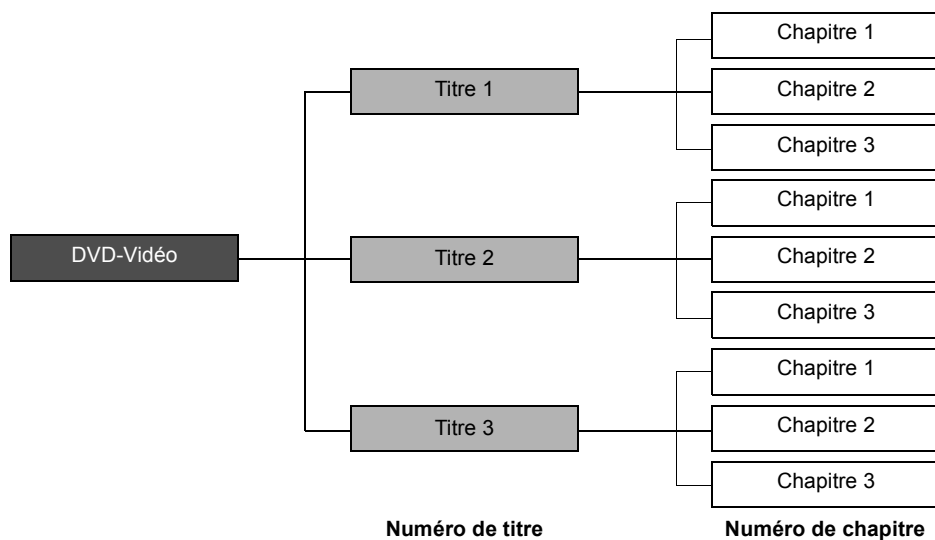 Chapitre 1
Titre 1
Chapitre 2
Chapitre 3
Chapitre 1
DVD-Vidéo
Titre 2
Chapitre 2
Chapitre 3
Chapitre 1
Titre 3
Chapitre 2
Chapitre 3
Numéro de titre
Numéro de chapitre